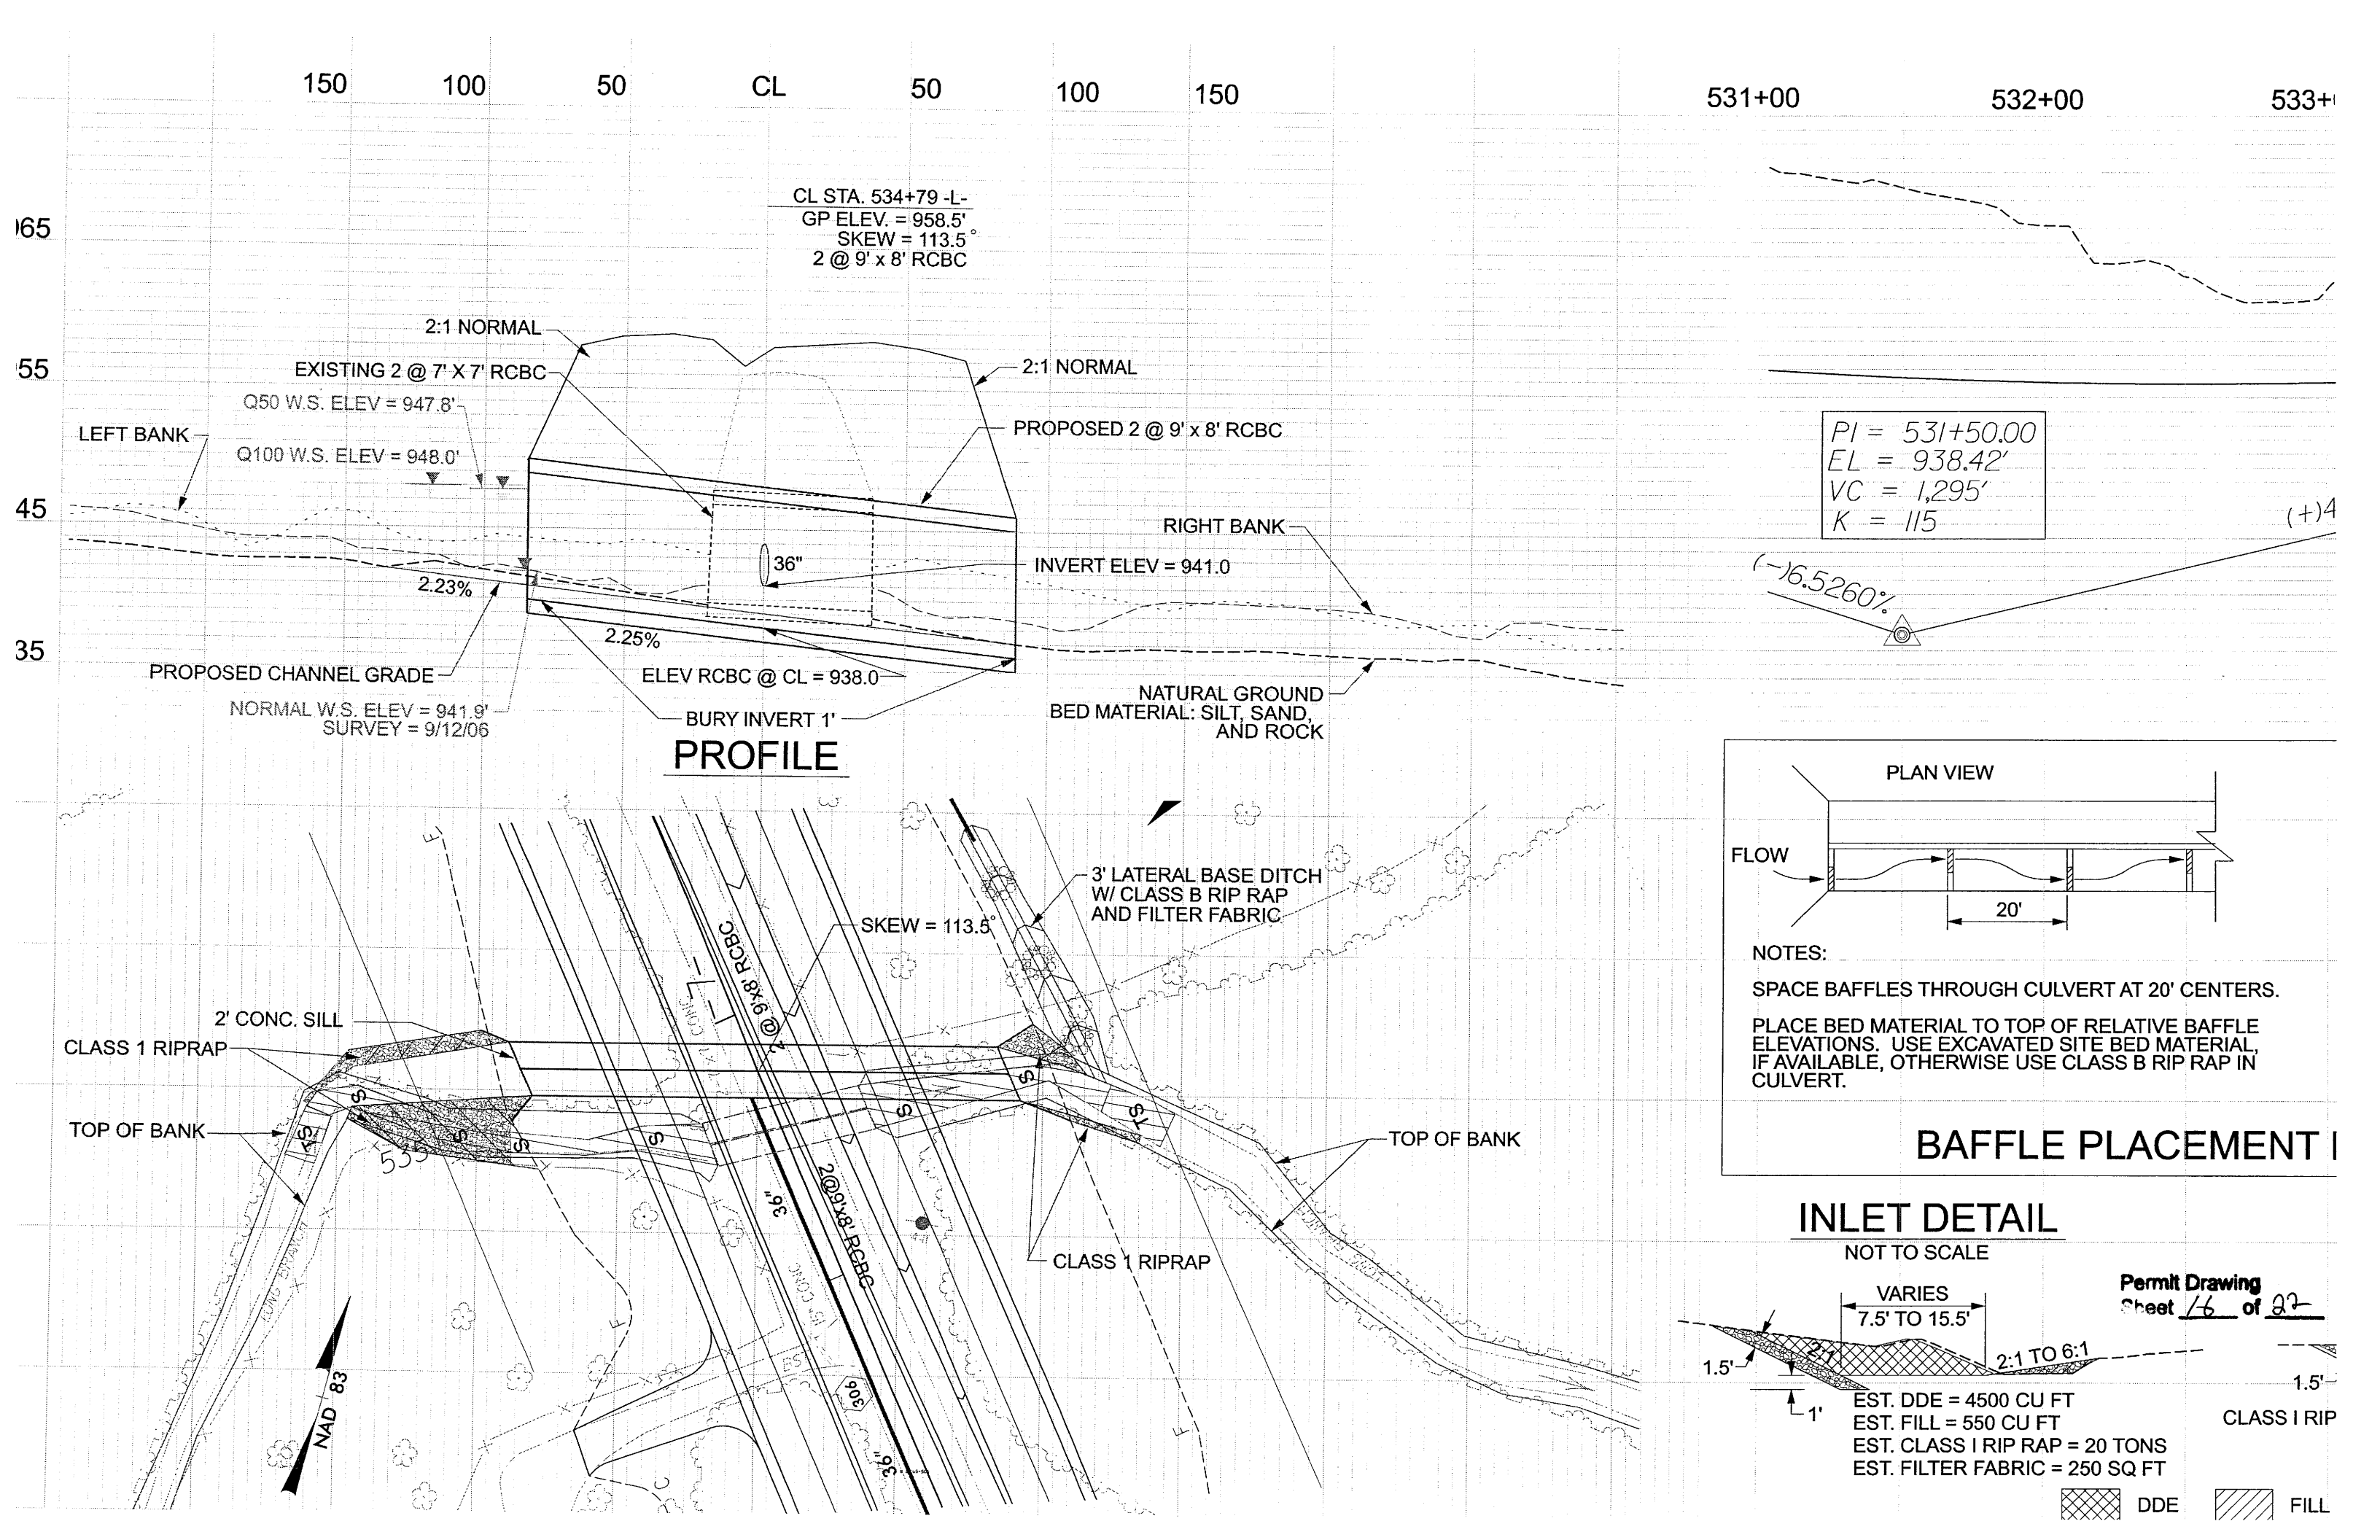 150 100 50 CL 50 100 150
531+00 532+00 533+
CL STA. 534+79 -L-
GP ELEV. = 958.5'
SKEW = 113.5°
2 @ 9' x 8' RCBC
65
55
45
35
2:1 NORMAL
EXISTING 2 @ 7' X 7' RCBC
Q50 W.S. ELEV = 947.8'
LEFT BANK
Q100 W.S. ELEV = 948.0'
2:1 NORMAL
PROPOSED 2 @ 9' x 8' RCBC
RIGHT BANK
36"
INVERT ELEV = 941.0
2.23%
2.25%
PROPOSED CHANNEL GRADE
ELEV RCBC @ CL = 938.0
NORMAL W.S. ELEV = 941.9'
SURVEY = 9/12/06
BURY INVERT 1'
NATURAL GROUND
BED MATERIAL: SILT, SAND,
AND ROCK
PROFILE
PI = 531+50.00
EL = 938.42'
VC = 1,295'
K = 115
(-)6.5260%
(+)4
PLAN VIEW
FLOW
20'
NOTES:
SPACE BAFFLES THROUGH CULVERT AT 20' CENTERS.
PLACE BED MATERIAL TO TOP OF RELATIVE BAFFLE
ELEVATIONS. USE EXCAVATED SITE BED MATERIAL,
IF AVAILABLE, OTHERWISE USE CLASS B RIP RAP IN
CULVERT.
BAFFLE PLACEMENT
3' LATERAL BASE DITCH
W/ CLASS B RIP RAP
AND FILTER FABRIC
SKEW = 113.5°
2 @ 9'x8' RCBC
-L-
CONC
2' CONC. SILL
CLASS 1 RIPRAP
TOP OF BANK
S
S
S
S
S
S
TS
F
F
F
36"
2@9'x8' RCBC
15" CONC
TOP OF BANK
CLASS 1 RIPRAP
306
36"
C
NAD 83
INLET DETAIL
NOT TO SCALE
VARIES
7.5' TO 15.5'
Permit Drawing
Sheet 16 of 22
1.5'
2:1
2:1 TO 6:1
1'
EST. DDE = 4500 CU FT
EST. FILL = 550 CU FT
EST. CLASS I RIP RAP = 20 TONS
EST. FILTER FABRIC = 250 SQ FT
1.5'
CLASS I RIP
DDE
FILL